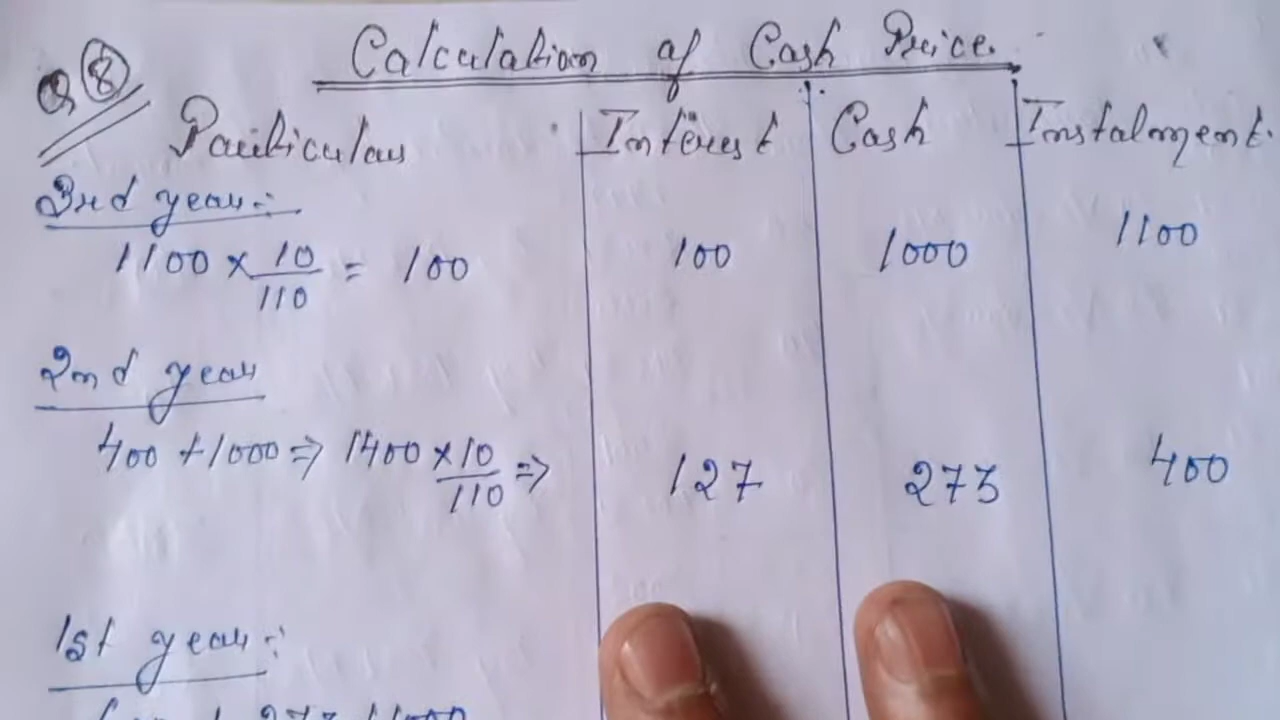 Q 8
Calculation of Cash Price.
Particulars Interest Cash Instalment.
3rd year:-
1100 × 10/110 = 100 100 1000 1100
2nd year
400 + 1000 ⇒ 1400 × 10/110 ⇒ 127 273 400
1st year:-